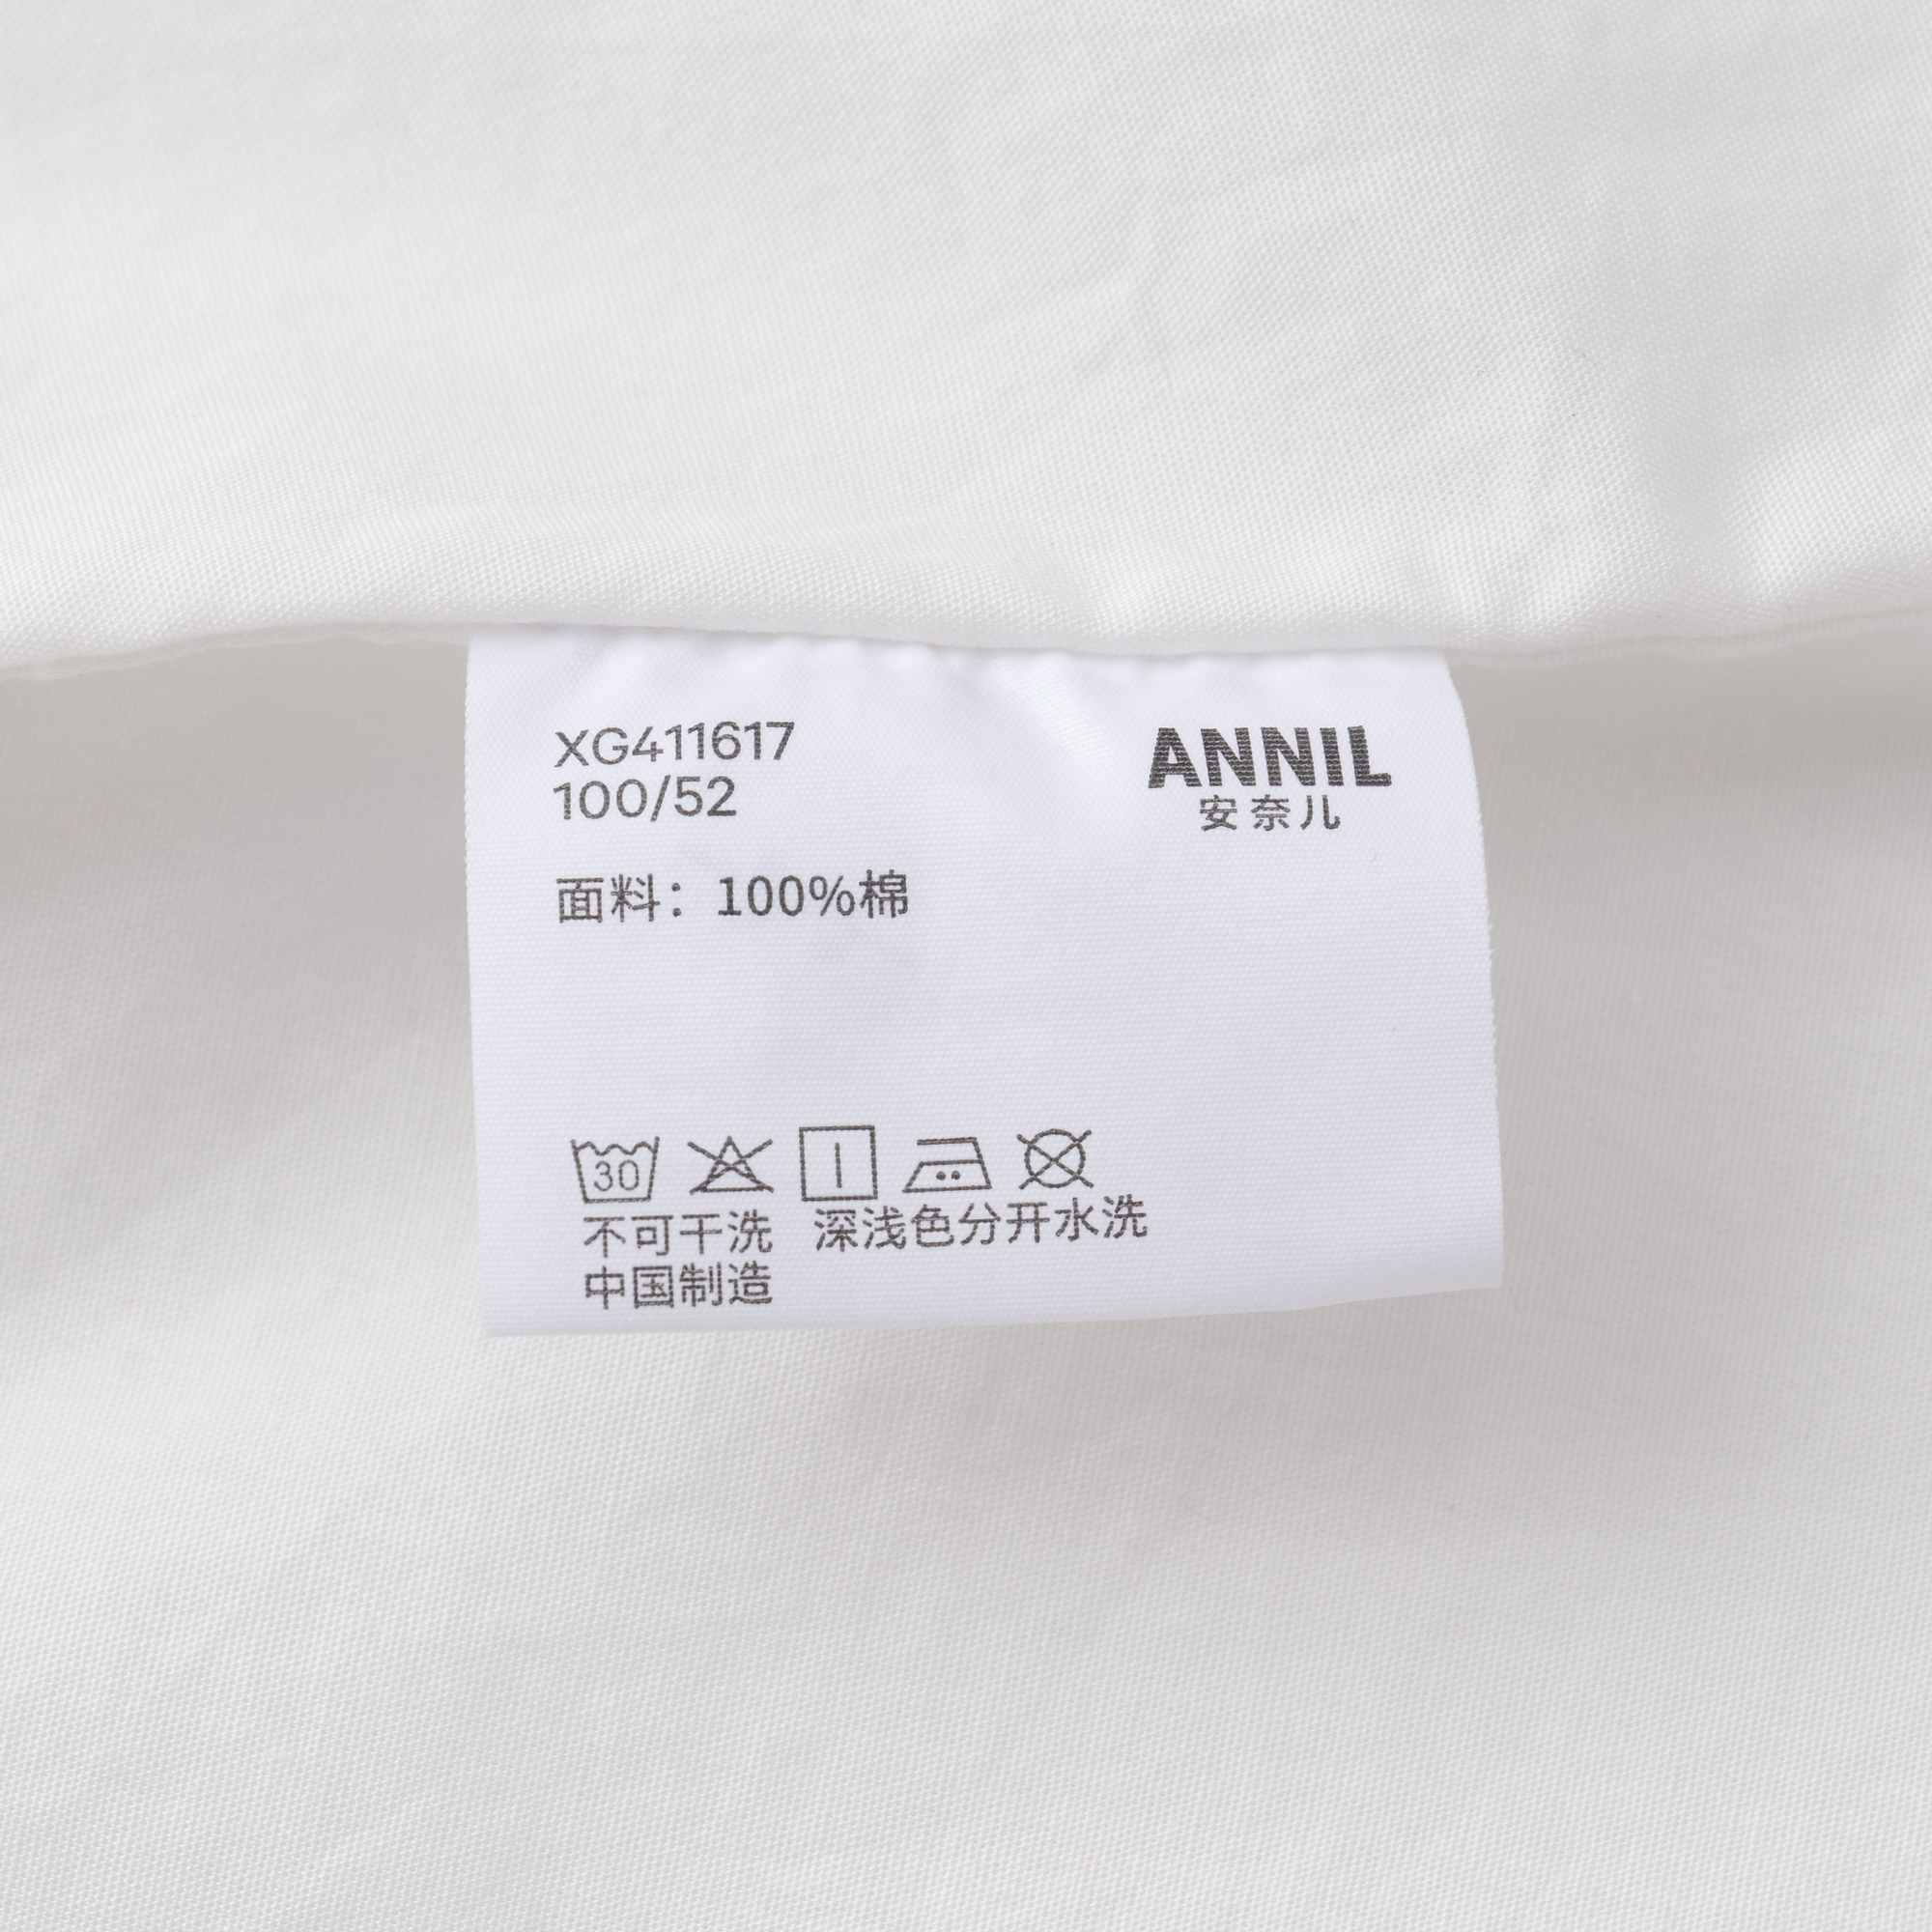 XG411617
100/52
ANNIL
安奈儿
面料：100%棉
30
不可干洗 深浅色分开水洗
中国制造